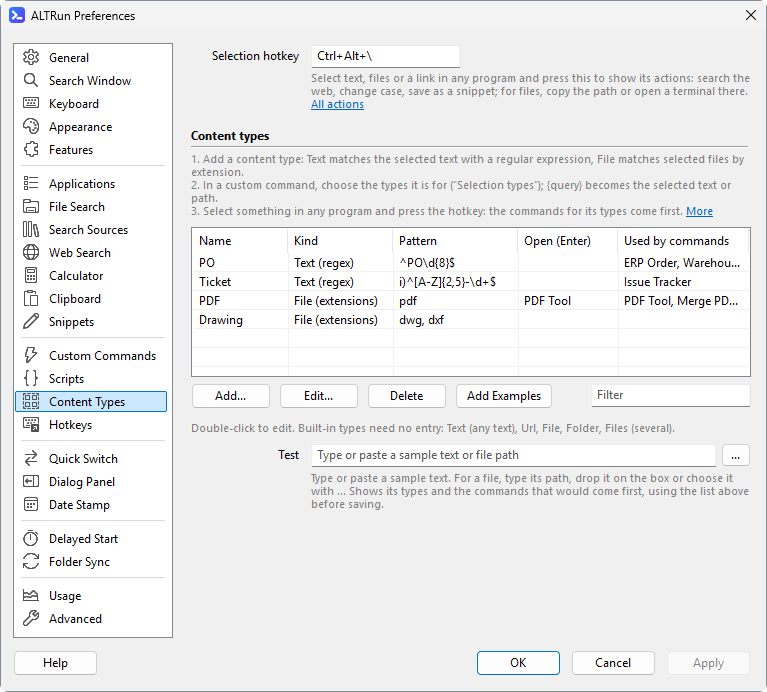 ALTRun Preferences
General
Search Window
Keyboard
Appearance
Features
Applications
File Search
Search Sources
Web Search
Calculator
Clipboard
Snippets
Custom Commands
Scripts
Content Types
Hotkeys
Quick Switch
Dialog Panel
Date Stamp
Delayed Start
Folder Sync
Usage
Advanced
Selection hotkey Ctrl+Alt+\
Select text, files or a link in any program and press this to show its actions: search the
web, change case, save as a snippet; for files, copy the path or open a terminal there.
All actions
Content types
1. Add a content type: Text matches the selected text with a regular expression, File matches selected files by
extension.
2. In a custom command, choose the types it is for ("Selection types"); {query} becomes the selected text or
path.
3. Select something in any program and press the hotkey: the commands for its types come first. More
Name Kind Pattern Open (Enter) Used by commands
PO Text (regex) ^PO\d{8}$ ERP Order, Warehou...
Ticket Text (regex) i)^[A-Z]{2,5}-\d+$ Issue Tracker
PDF File (extensions) pdf PDF Tool PDF Tool, Merge PD...
Drawing File (extensions) dwg, dxf
Add... Edit... Delete Add Examples Filter
Double-click to edit. Built-in types need no entry: Text (any text), Url, File, Folder, Files (several).
Test Type or paste a sample text or file path ...
Type or paste a sample text. For a file, type its path, drop it on the box or choose it
with ... Shows its types and the commands that would come first, using the list above
before saving.
Help OK Cancel Apply